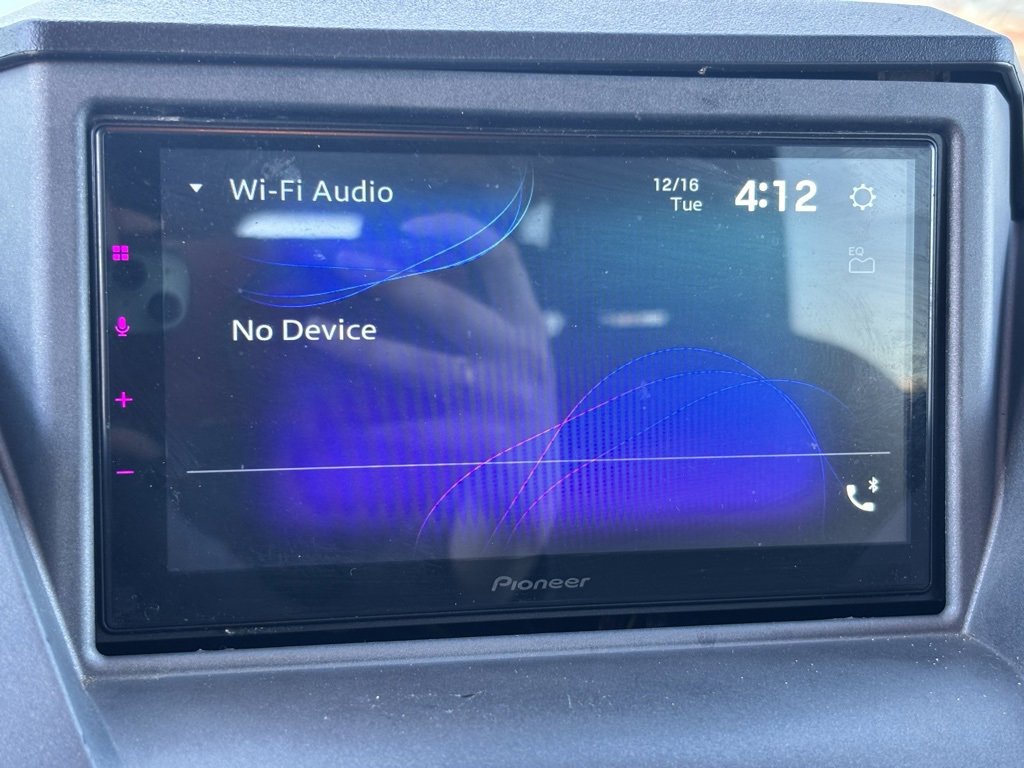 Wi-Fi Audio
12/16
Tue
4:12
EQ
No Device
Pioneer